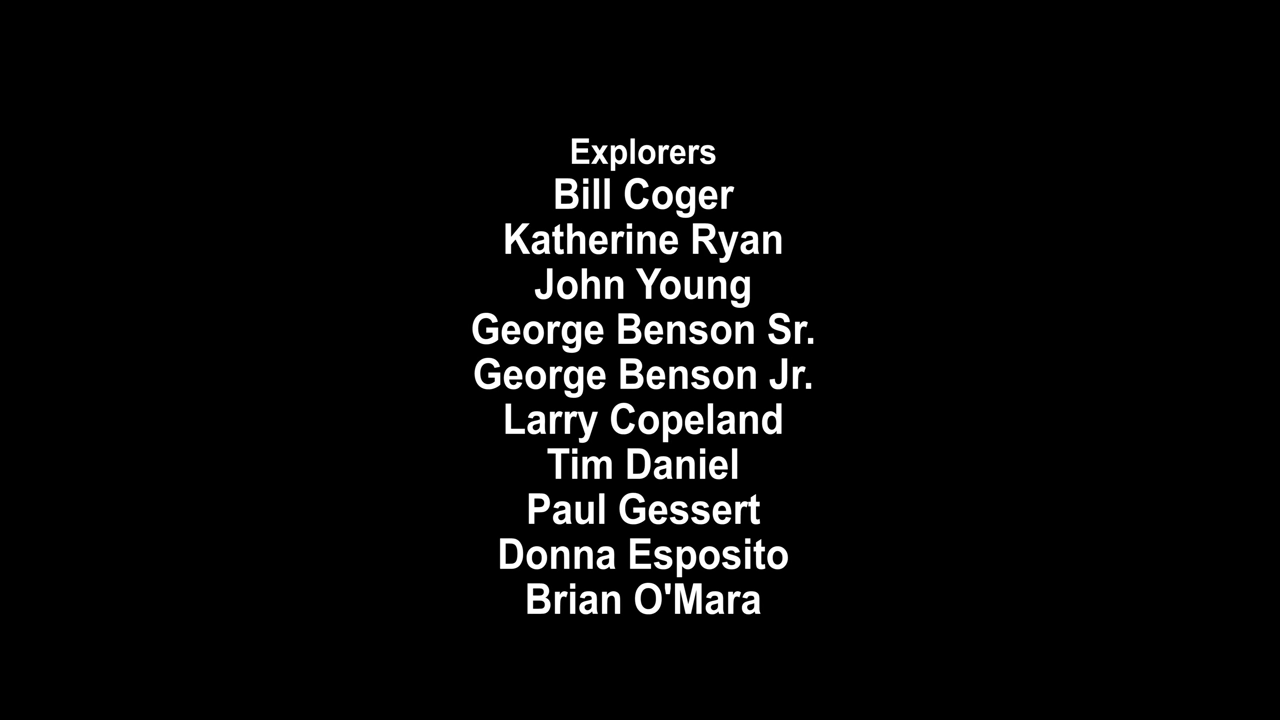 Explorers
Bill Coger
Katherine Ryan
John Young
George Benson Sr.
George Benson Jr.
Larry Copeland
Tim Daniel
Paul Gessert
Donna Esposito
Brian O'Mara